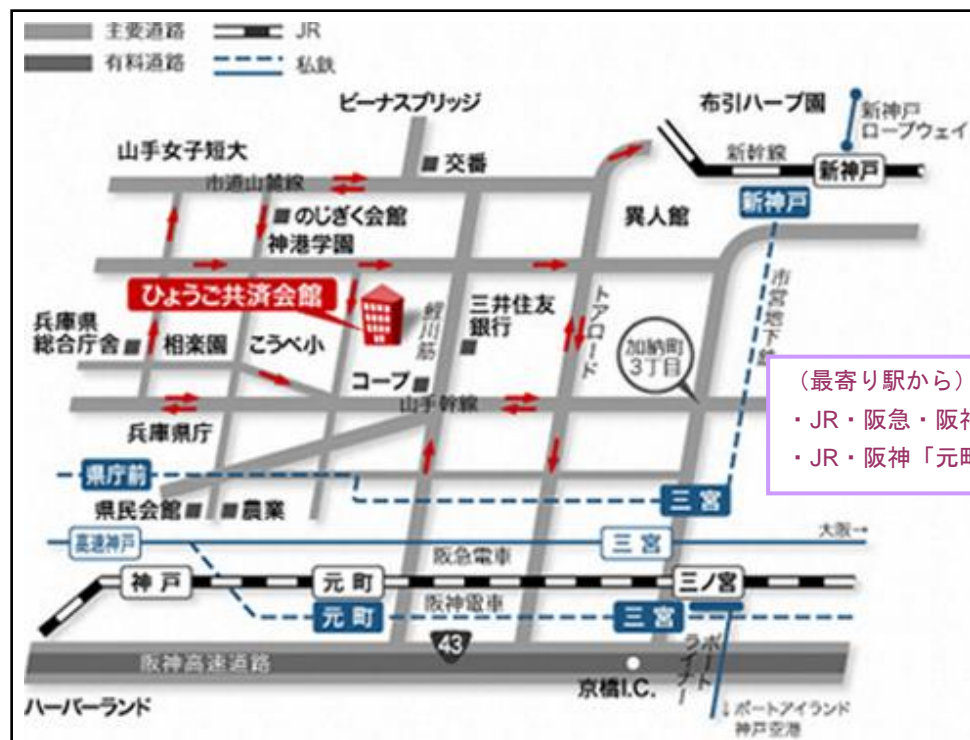 主要道路
JR
有料道路
私鉄
ビーナスブリッジ
布引ハーブ園
新神戸
ロープウェイ
山手女子短大
交番
新幹線
新神戸
市道山麓線
新神戸
のじぎく会館
異人館
神港学園
市営地下鉄
ひょうご共済会館
鯉川筋
三井住友
銀行
トアロード
兵庫県
総合庁舎
相楽園
こうべ小
加納町
3丁目
コープ
山手幹線
兵庫県庁
(最寄り駅から)
・JR・阪急・阪神
・JR・阪神「元町
県庁前
三宮
県民会館
農業
大阪→
高速神戸
三宮
阪急電車
神戸
元町
三ノ宮
元町
阪神電車
三宮
43
阪神高速道路
ポート
ライナー
京橋I.C.
ハーバーランド
↓ポートアイランド
神戸空港